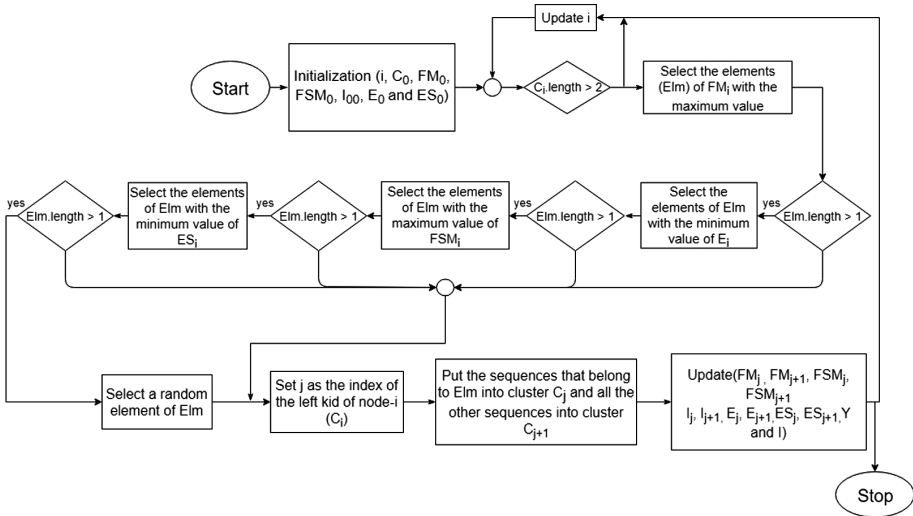 Update i
Start
Initialization (i, C0, FM0,
FSM0, I00, E0 and ES0)
Ci.length > 2
Select the elements
(Elm) of FMi with the
maximum value
yes
Elm.length > 1
Select the elements
of Elm with the
minimum value of
ESi
yes
Elm.length > 1
Select the elements
of Elm with the
maximum value of
FSMi
yes
Elm.length > 1
Select the
elements of Elm
with the minimum
value of Ei
yes
Elm.length > 1
Select a random
element of Elm
Set j as the index of
the left kid of node-i
(Ci)
Put the sequences that belong
to Elm into cluster Cj and all the
other sequences into cluster
Cj+1
Update(FMj, FMj+1, FSMj,
FSMj+1
Ij, Ij+1, Ej, Ej+1,ESj, ESj+1,Y
and I)
Stop